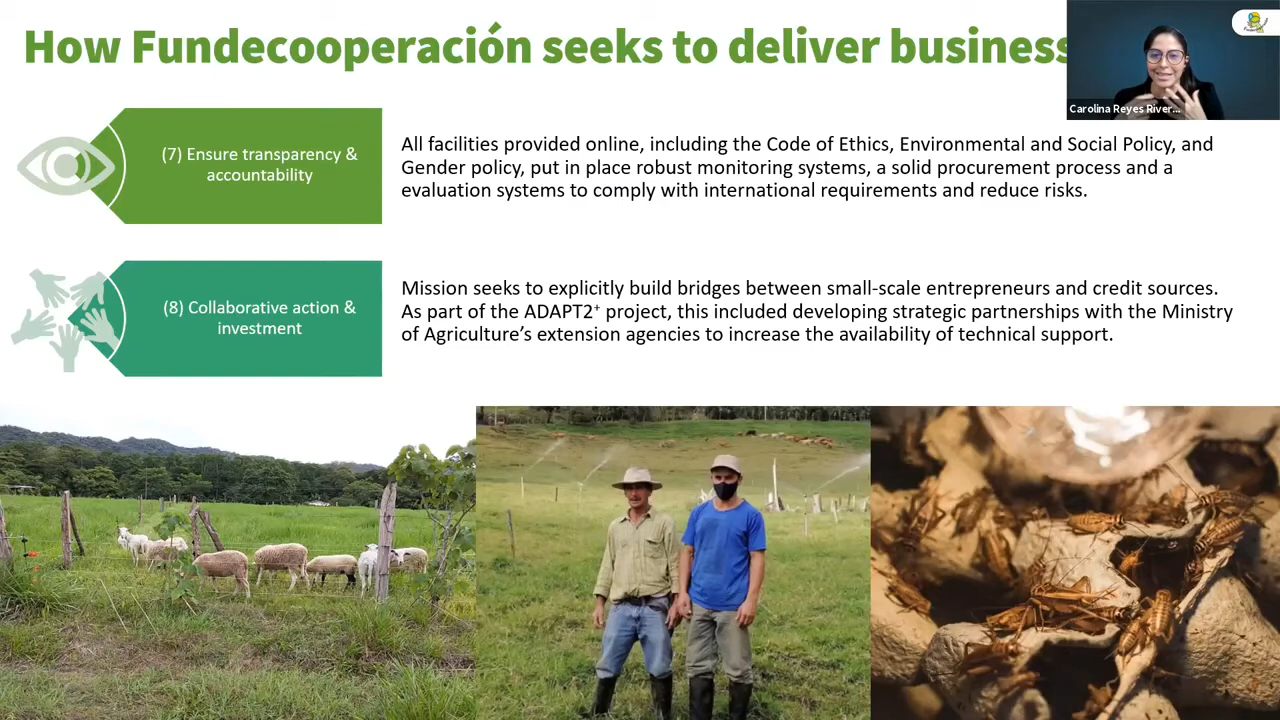 How Fundecooperación seeks to deliver business
Carolina Reyes River...
(7) Ensure transparency &
accountability
All facilities provided online, including the Code of Ethics, Environmental and Social Policy, and
Gender policy, put in place robust monitoring systems, a solid procurement process and a
evaluation systems to comply with international requirements and reduce risks.
(8) Collaborative action &
investment
Mission seeks to explicitly build bridges between small-scale entrepreneurs and credit sources.
As part of the ADAPT2⁺ project, this included developing strategic partnerships with the Ministry
of Agriculture’s extension agencies to increase the availability of technical support.